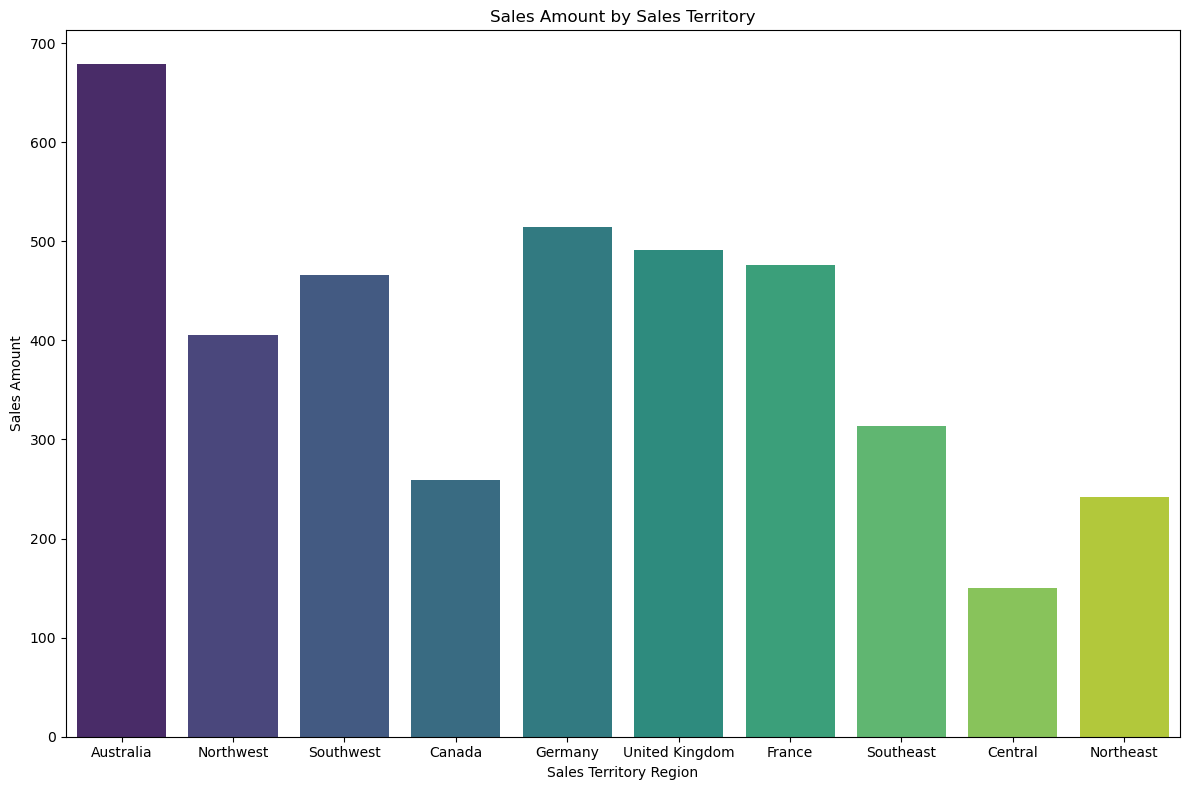 Sales Amount by Sales Territory
700
600
500
400
300
200
100
0
Sales Amount
Australia Northwest Southwest Canada Germany United Kingdom France Southeast Central Northeast
Sales Territory Region